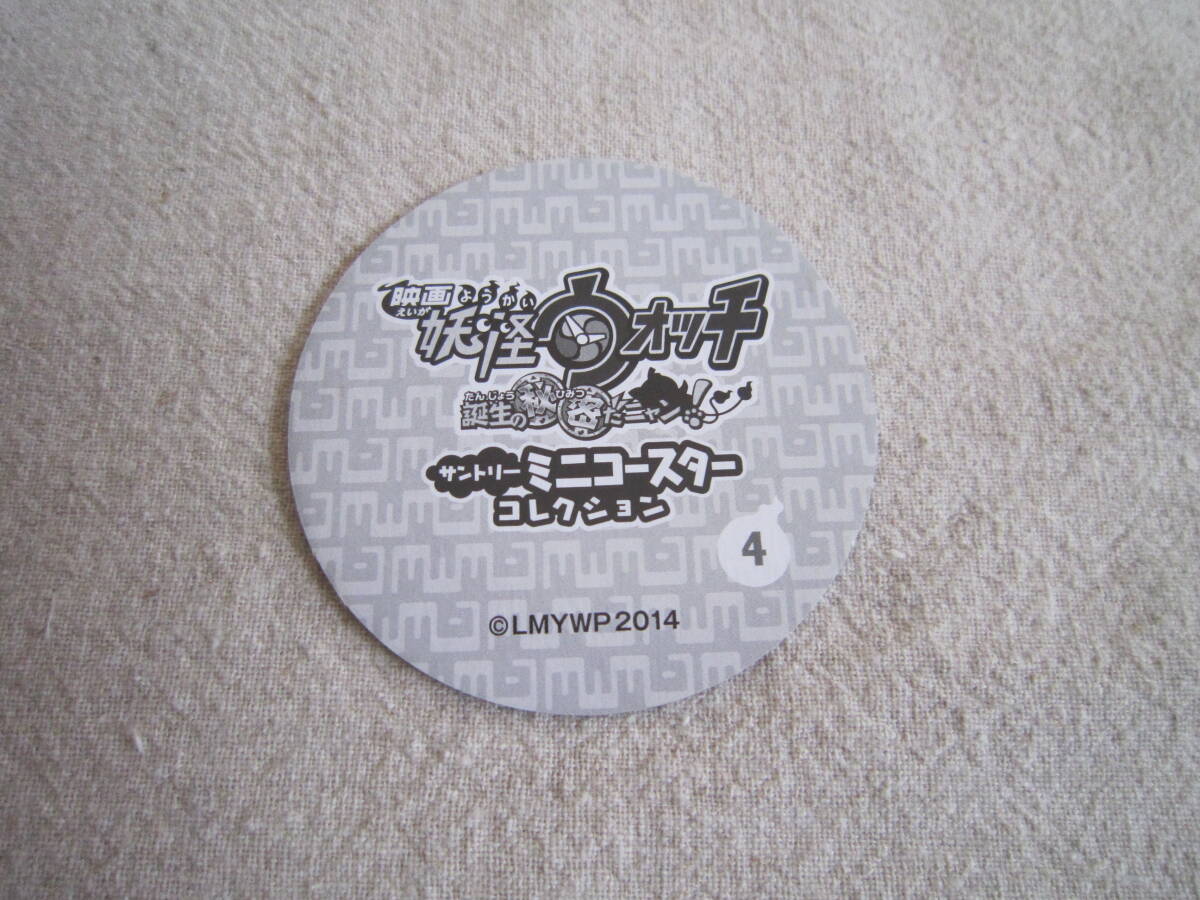 映画ようかい
えいが
妖怪ウォッチ
たんじょう ひみつ
誕生の秘密だニャン!
サントリーミニコースター
コレクション
4
©LMYWP2014